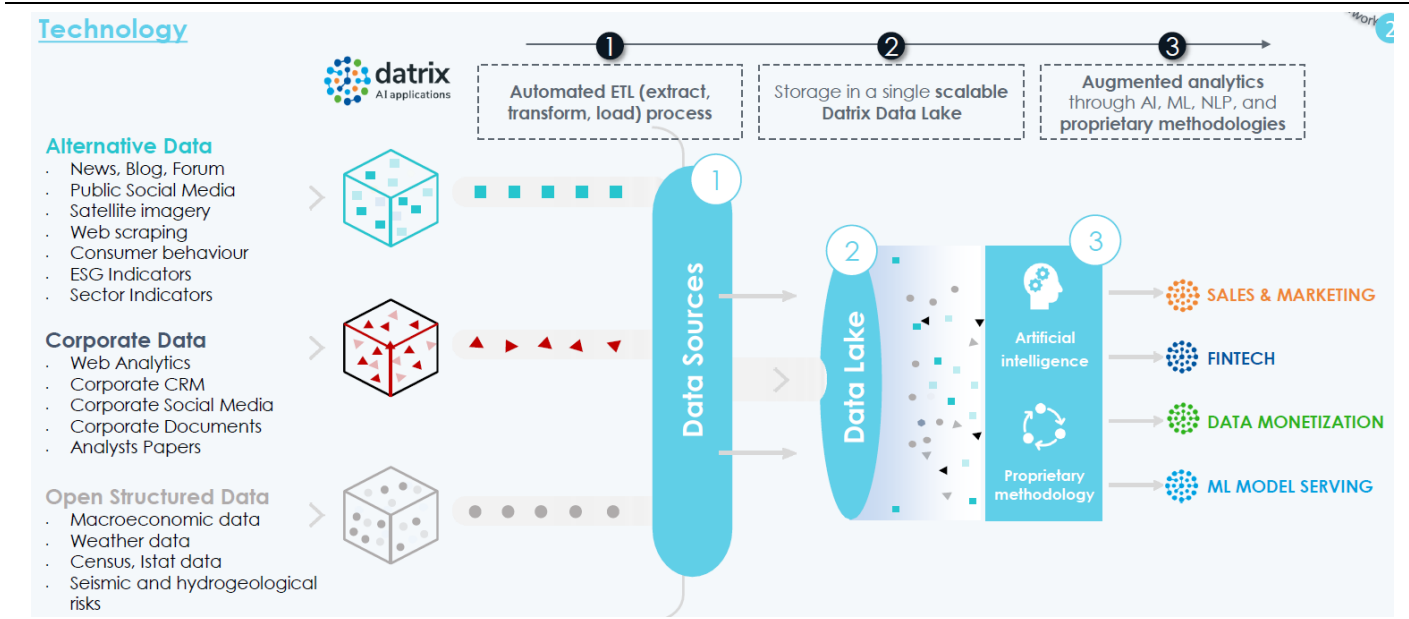 Technology
work
2
datrix
AI applications
1
2
3
Automated ETL (extract,
transform, load) process
Storage in a single scalable
Datrix Data Lake
Augmented analytics
through AI, ML, NLP, and
proprietary methodologies
Alternative Data
· News, Blog, Forum
· Public Social Media
· Satellite imagery
· Web scraping
· Consumer behaviour
· ESG Indicators
· Sector Indicators
Corporate Data
· Web Analytics
· Corporate CRM
· Corporate Social Media
· Corporate Documents
· Analysts Papers
Open Structured Data
· Macroeconomic data
· Weather data
· Census, Istat data
· Seismic and hydrogeological
risks
1
Data Sources
2
Data Lake
3
Artificial
intelligence
Proprietary
methodology
SALES & MARKETING
FINTECH
DATA MONETIZATION
ML MODEL SERVING